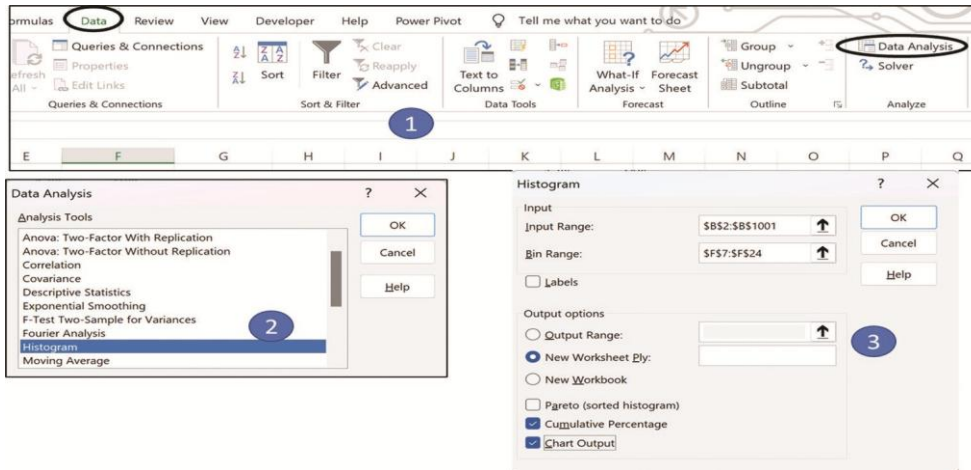 ormulas Data Review View Developer Help Power Pivot Tell me what you want to do
efresh All
Queries & Connections
Properties
Edit Links
Queries & Connections
Sort
Filter
Clear
Reapply
Advanced
Sort & Filter
Text to Columns
Data Tools
What-If Analysis
Forecast Sheet
Forecast
Group
Ungroup
Subtotal
Outline
Data Analysis
Solver
Analyze
1
E F G H I J K L M N O P Q
Data Analysis ? ×
Analysis Tools
Anova: Two-Factor With Replication
Anova: Two-Factor Without Replication
Correlation
Covariance
Descriptive Statistics
Exponential Smoothing
F-Test Two-Sample for Variances
Fourier Analysis
Histogram
Moving Average
OK
Cancel
Help
2
Histogram ? ×
Input
Input Range: $B$2:$B$1001
Bin Range: $F$7:$F$24
Labels
OK
Cancel
Help
Output options
Output Range:
New Worksheet Ply:
New Workbook
Pareto (sorted histogram)
Cumulative Percentage
Chart Output
3